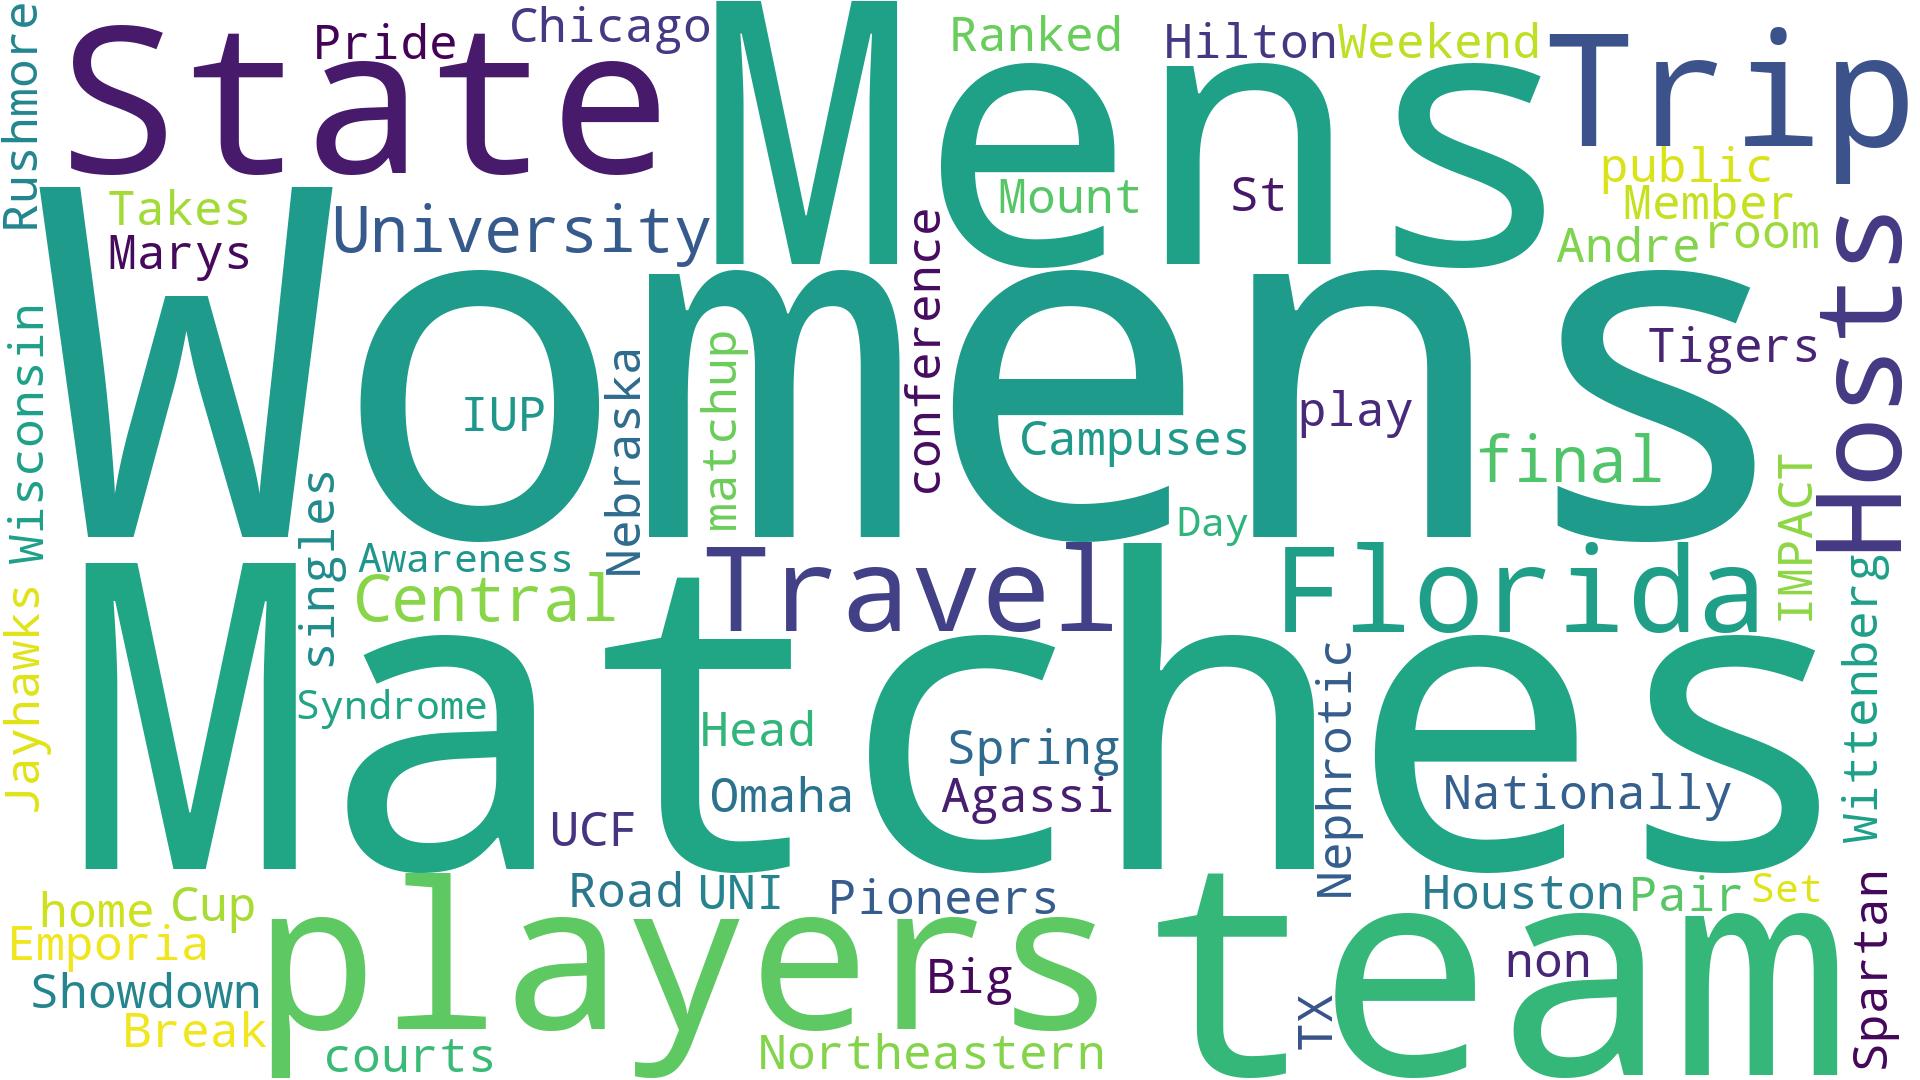 Rushmore
State
Pride
Chicago
Mens
Ranked
Hilton
Weekend
Trip
Takes
Marys
University
Mount
St
public
Member
Andre
room
conference
Womens
Hosts
Tigers
Wisconsin
IUP
Nebraska
matchup
Campuses
play
final
Day
IMPACT
singles
Awareness
Central
Travel
Florida
Jayhawks
Matches
Wittenberg
Syndrome
Head
Spring
Nephrotic
Omaha
Agassi
Nationally
UCF
home
Cup
Road
UNI
Pioneers
Houston
Pair
Set
Emporia
players
team
Spartan
Showdown
Big
non
TX
Break
courts
Northeastern